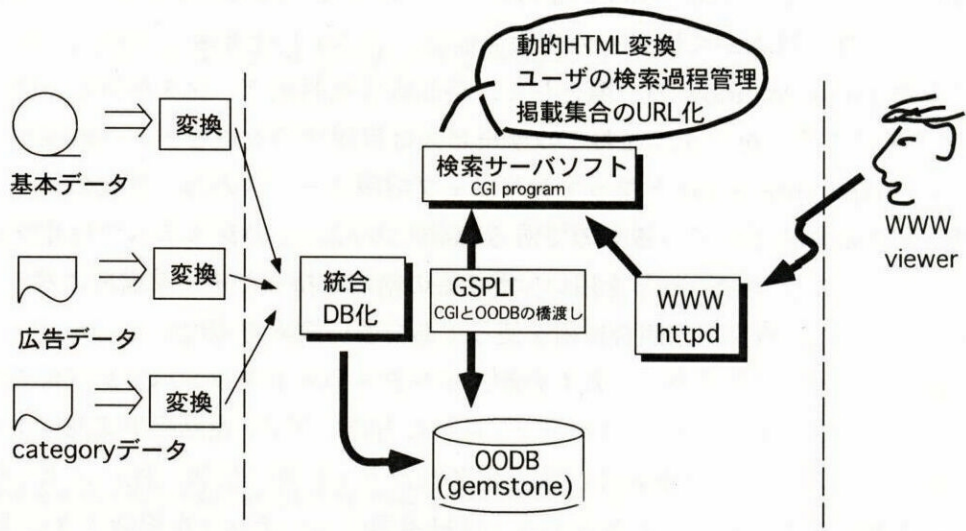 動的HTML変換
ユーザの検索過程管理
掲載集合のURL化
変換
基本データ
検索サーバソフト
CGI program
WWW
viewer
変換
広告データ
統合
DB化
GSPLI
CGIとOODBの橋渡し
WWW
httpd
変換
categoryデータ
OODB
(gemstone)